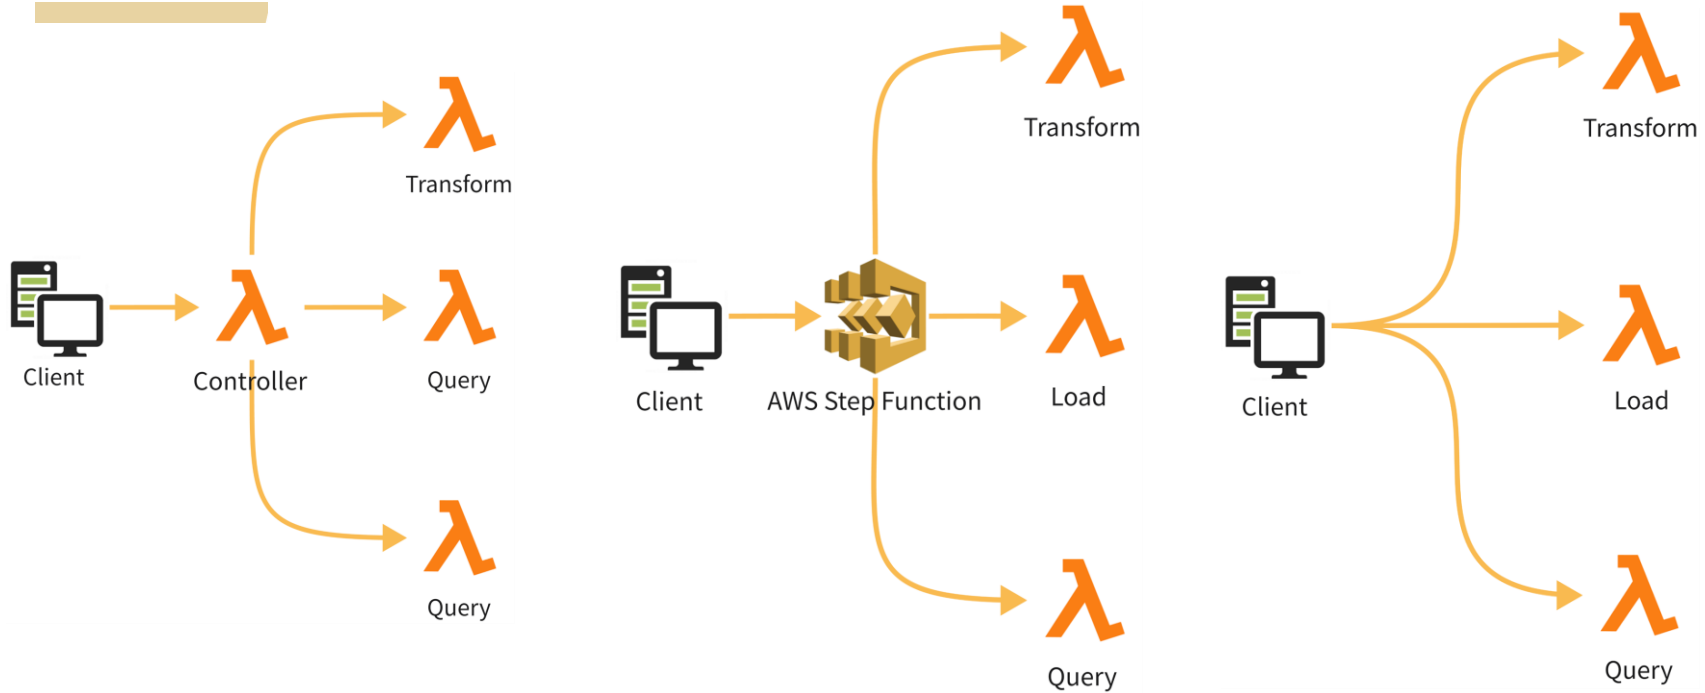 Transform
Client
Controller
Query
Query
Transform
Client
AWS Step Function
Load
Query
Transform
Client
Load
Query